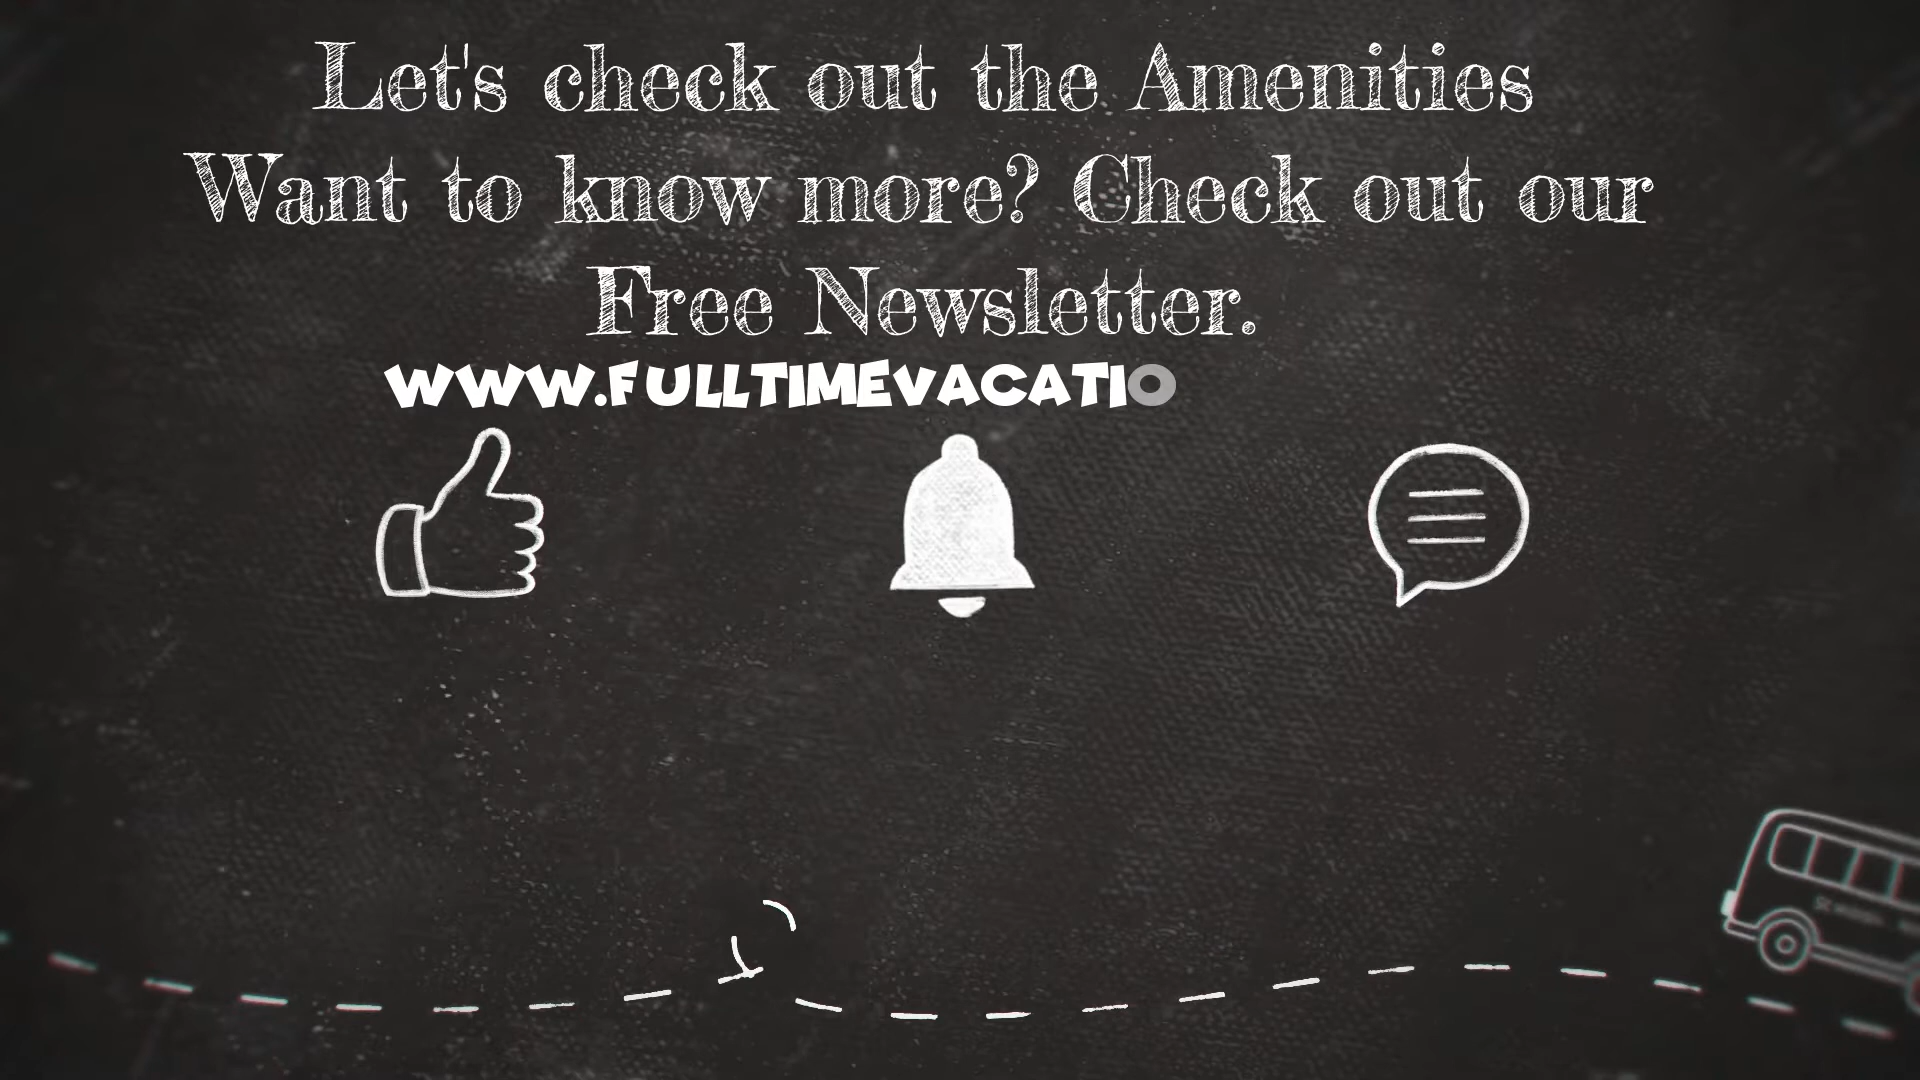 Let's check out the Amenities
Want to know more? Check out our
Free Newsletter.
WWW.FULLTIMEVACATIO